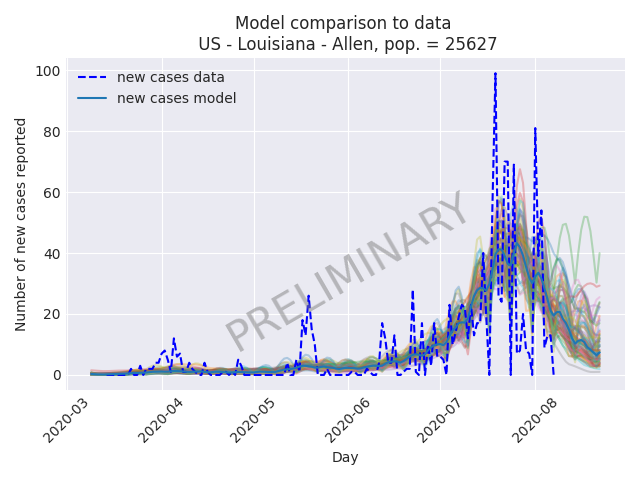 Model comparison to data
US - Louisiana - Allen, pop. = 25627
new cases data
new cases model
PRELIMINARY
Number of new cases reported
100
80
60
40
20
0
2020-03
2020-04
2020-05
2020-06
2020-07
2020-08
Day